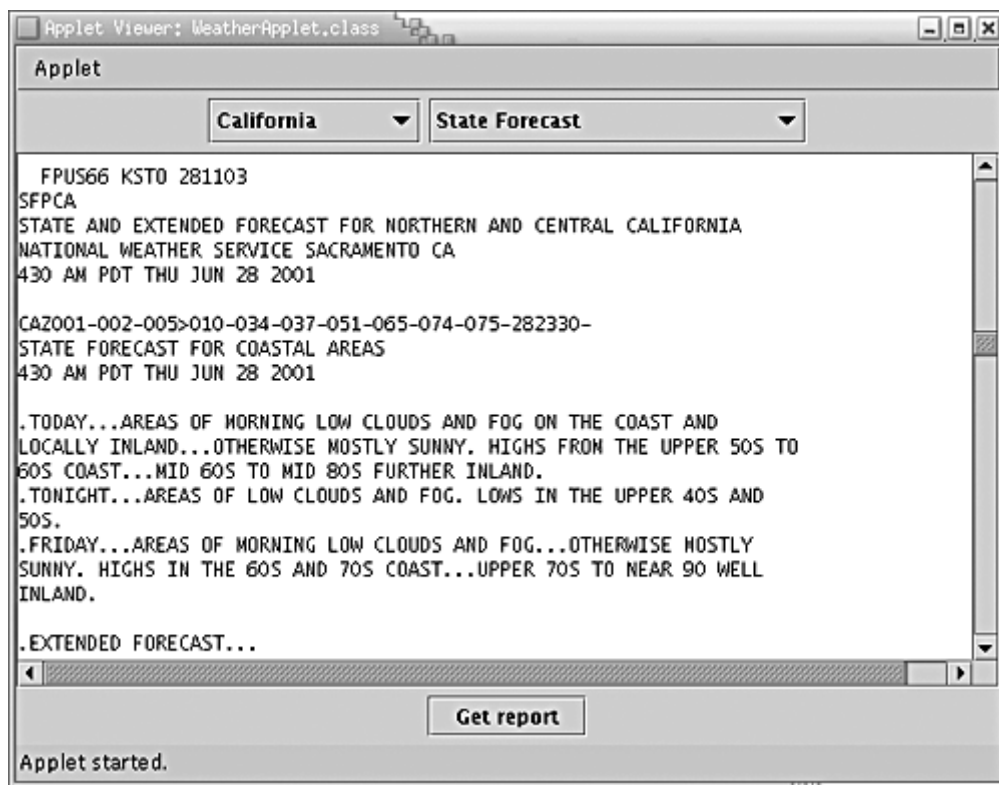 Applet Viewer: WeatherApplet.class
Applet
California State Forecast
FPUS66 KSTO 281103
SFPCA
STATE AND EXTENDED FORECAST FOR NORTHERN AND CENTRAL CALIFORNIA
NATIONAL WEATHER SERVICE SACRAMENTO CA
430 AM PDT THU JUN 28 2001
CAZ001-002-005>010-034-037-051-065-074-075-282330-
STATE FORECAST FOR COASTAL AREAS
430 AM PDT THU JUN 28 2001
.TODAY...AREAS OF MORNING LOW CLOUDS AND FOG ON THE COAST AND
LOCALLY INLAND...OTHERWISE MOSTLY SUNNY. HIGHS FROM THE UPPER 50S TO
60S COAST...MID 60S TO MID 80S FURTHER INLAND.
.TONIGHT...AREAS OF LOW CLOUDS AND FOG. LOWS IN THE UPPER 40S AND
50S.
.FRIDAY...AREAS OF MORNING LOW CLOUDS AND FOG...OTHERWISE MOSTLY
SUNNY. HIGHS IN THE 60S AND 70S COAST...UPPER 70S TO NEAR 90 WELL
INLAND.
.EXTENDED FORECAST...
Get report
Applet started.